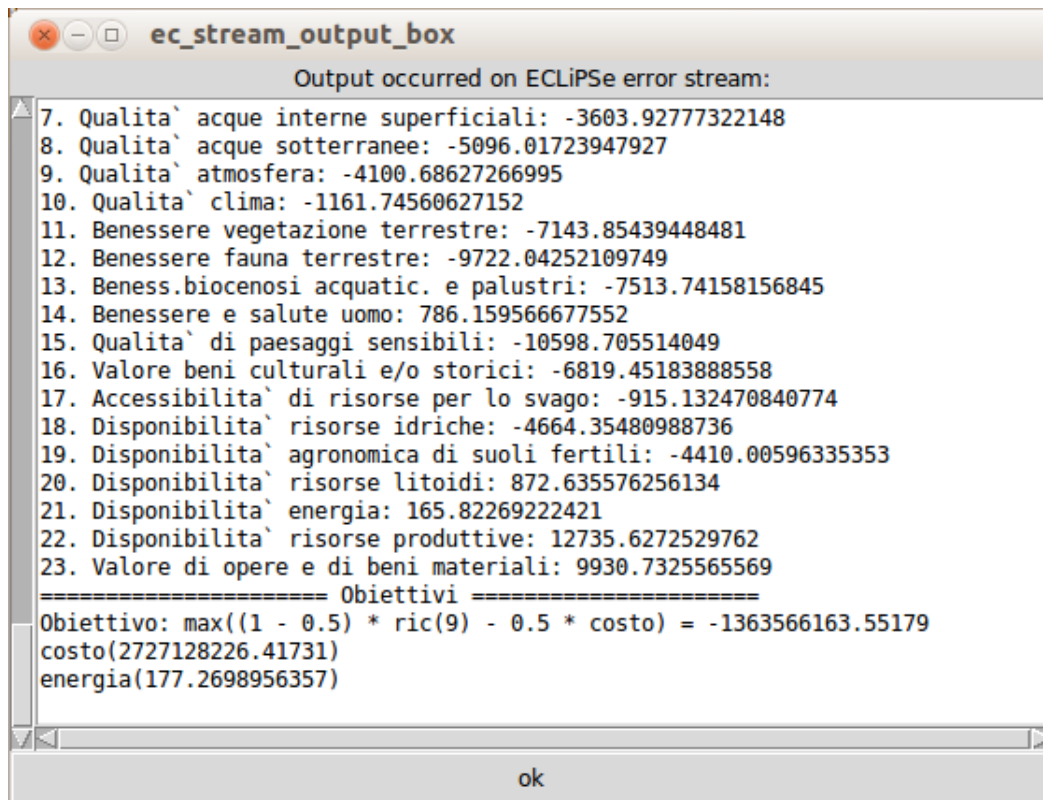 ec_stream_output_box
Output occurred on ECLiPSe error stream:
7. Qualita` acque interne superficiali: -3603.92777322148
8. Qualita` acque sotterranee: -5096.01723947927
9. Qualita` atmosfera: -4100.68627266995
10. Qualita` clima: -1161.74560627152
11. Benessere vegetazione terrestre: -7143.85439448481
12. Benessere fauna terrestre: -9722.04252109749
13. Beness.biocenosi acquatic. e palustri: -7513.74158156845
14. Benessere e salute uomo: 786.159566677552
15. Qualita` di paesaggi sensibili: -10598.705514049
16. Valore beni culturali e/o storici: -6819.45183888558
17. Accessibilita` di risorse per lo svago: -915.132470840774
18. Disponibilita` risorse idriche: -4664.35480988736
19. Disponibilita` agronomica di suoli fertili: -4410.00596335353
20. Disponibilita` risorse litoidi: 872.635576256134
21. Disponibilita` energia: 165.82269222421
22. Disponibilita` risorse produttive: 12735.6272529762
23. Valore di opere e di beni materiali: 9930.7325565569
====================== Obiettivi ======================
Obiettivo: max((1 - 0.5) * ric(9) - 0.5 * costo) = -1363566163.55179
costo(2727128226.41731)
energia(177.2698956357)
ok